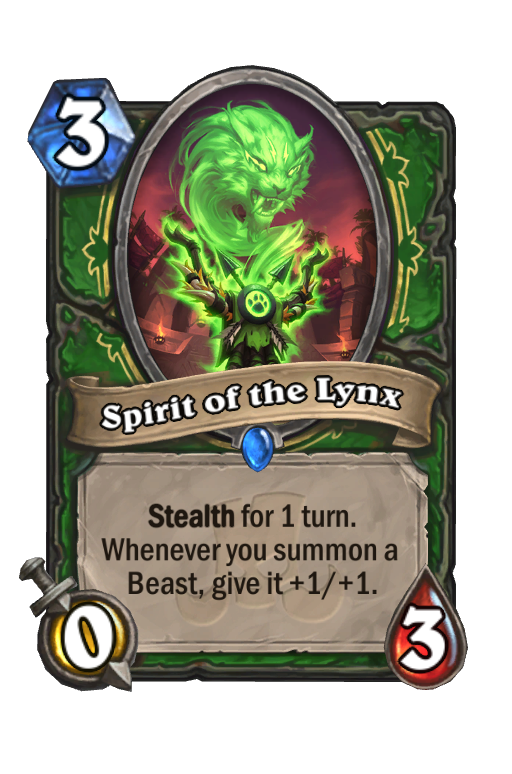 3
Spirit of the Lynx
Stealth for 1 turn.
Whenever you summon a
Beast, give it +1/+1.
0
3